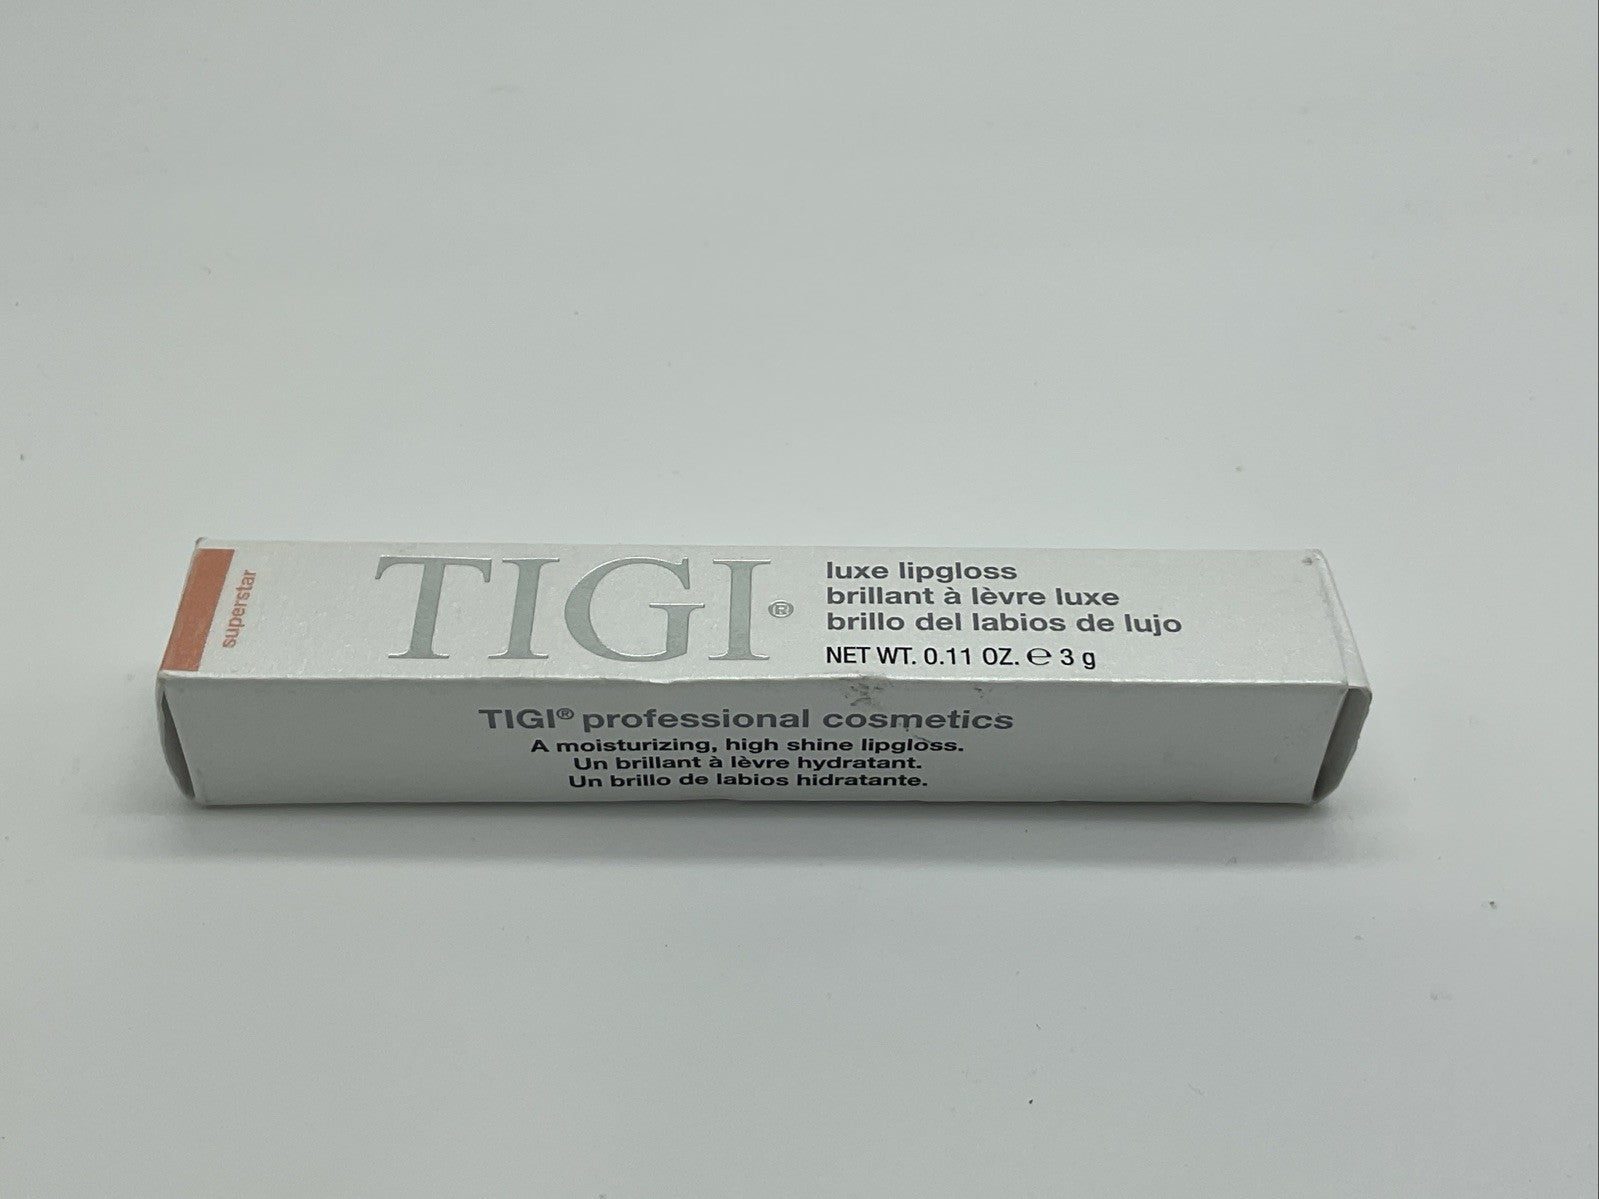 superstar
TIGI®
luxe lipgloss
brillant à lèvre luxe
brillo del labios de lujo
NET WT. 0.11 OZ. ℮ 3 g
TIGI® professional cosmetics
A moisturizing, high shine lipgloss.
Un brillant à lèvre hydratant.
Un brillo de labios hidratante.